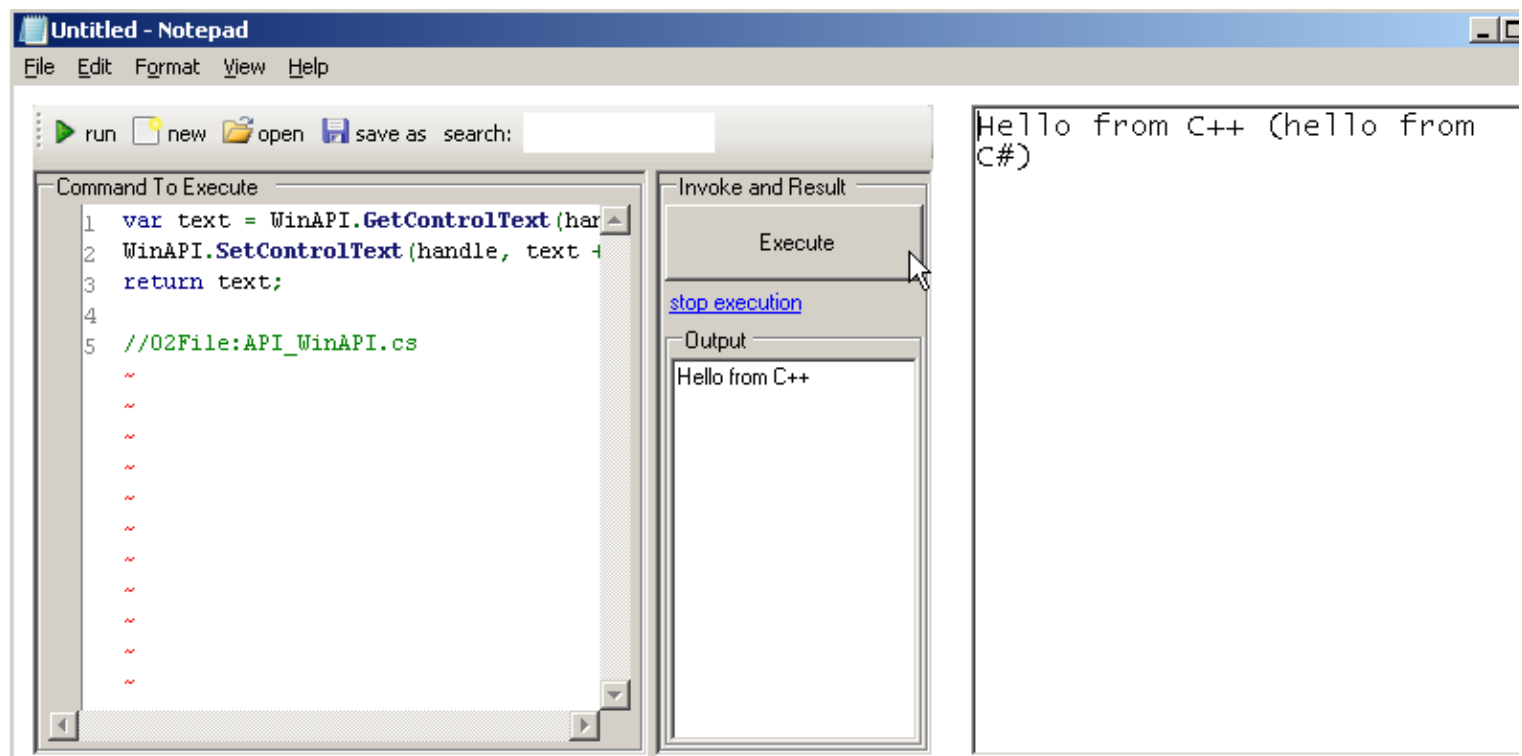 Untitled - Notepad
File Edit Format View Help
run new open save as search:
Command To Execute
1 var text = WinAPI.GetControlText(har
2 WinAPI.SetControlText(handle, text +
3 return text;
4
5 //O2File:API_WinAPI.cs
~
~
~
~
~
~
~
~
~
~
~
Invoke and Result
Execute
stop execution
Output
Hello from C++
Hello from C++ (hello from
C#)